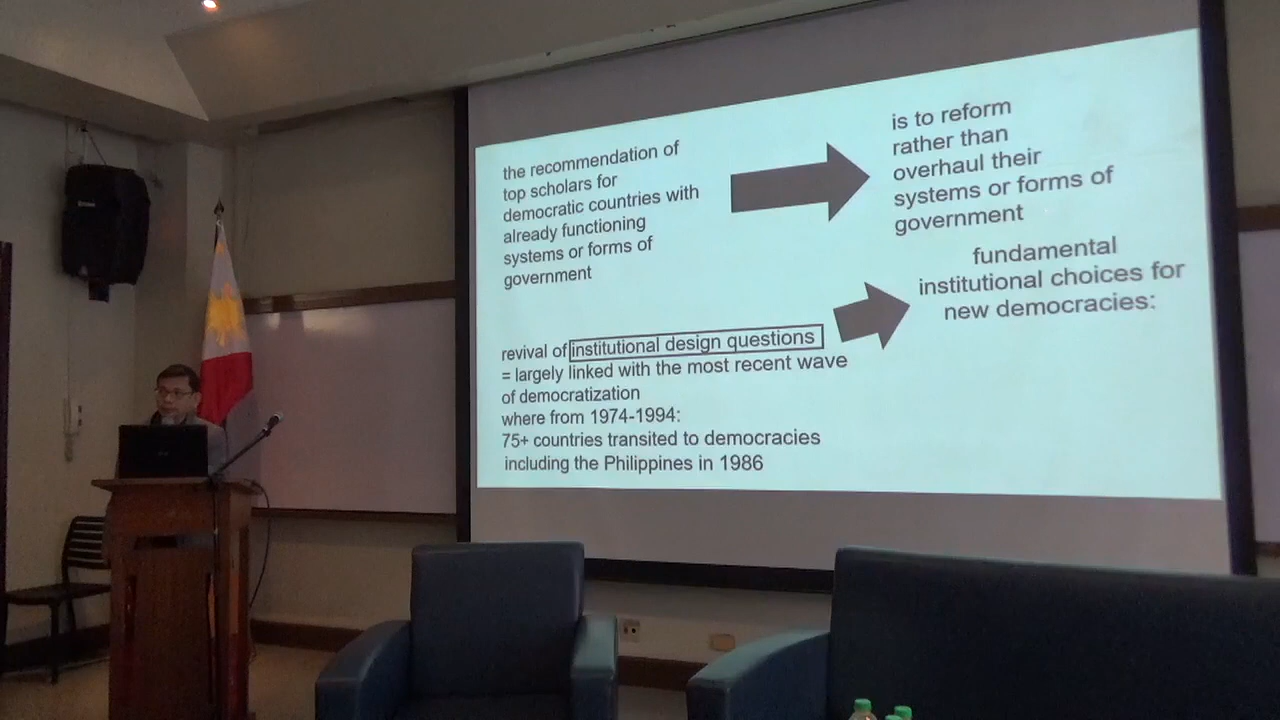 the recommendation of
top scholars for
democratic countries with
already functioning
systems or forms of
government
is to reform
rather than
overhaul their
systems or forms of
government
fundamental
institutional choices for
new democracies:
revival of institutional design questions
= largely linked with the most recent wave
of democratization
where from 1974-1994:
75+ countries transited to democracies
including the Philippines in 1986